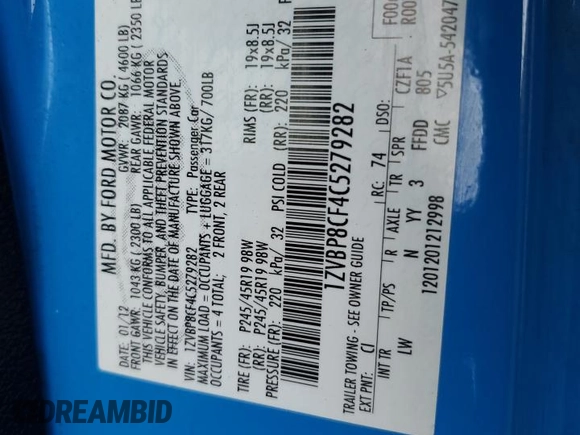 MFD. BY FORD MOTOR CO.
DATE: 01/12 GVWR: 2087 KG ( 4600 LB)
FRONT GAWR: 1043 KG ( 2300 LB) REAR GAWR: 1066 KG ( 2350 LB)
THIS VEHICLE CONFORMS TO ALL APPLICABLE FEDERAL MOTOR
VEHICLE SAFETY, BUMPER, AND THEFT PREVENTION STANDARDS
IN EFFECT ON THE DATE OF MANUFACTURE SHOWN ABOVE.
VIN: 1ZVBP8CF4C5279282 TYPE: Passenger Car
MAXIMUM LOAD = OCCUPANTS + LUGGAGE = 317KG/ 700LB
OCCUPANTS = 4 TOTAL: 2 FRONT, 2 REAR
TIRE (FR): P245/45R19 98W RIMS (FR): 19x8.5J
(RR): P245/45R19 98W (RR): 19x8.5J
PRESSURE (FR): 220 kPa/ 32 PSI COLD (RR): 220 kPa/ 32
1ZVBP8CF4C5279282
TRAILER TOWING - SEE OWNER GUIDE
EXT PNT: CI RC: 74 DSO: F00
R00
INT TR TP/PS R AXLE TR SPR CZF1A
LW N YY 3 FFDD 805
1201201212998 CMC ▽5U5A-542047
DREAMBID